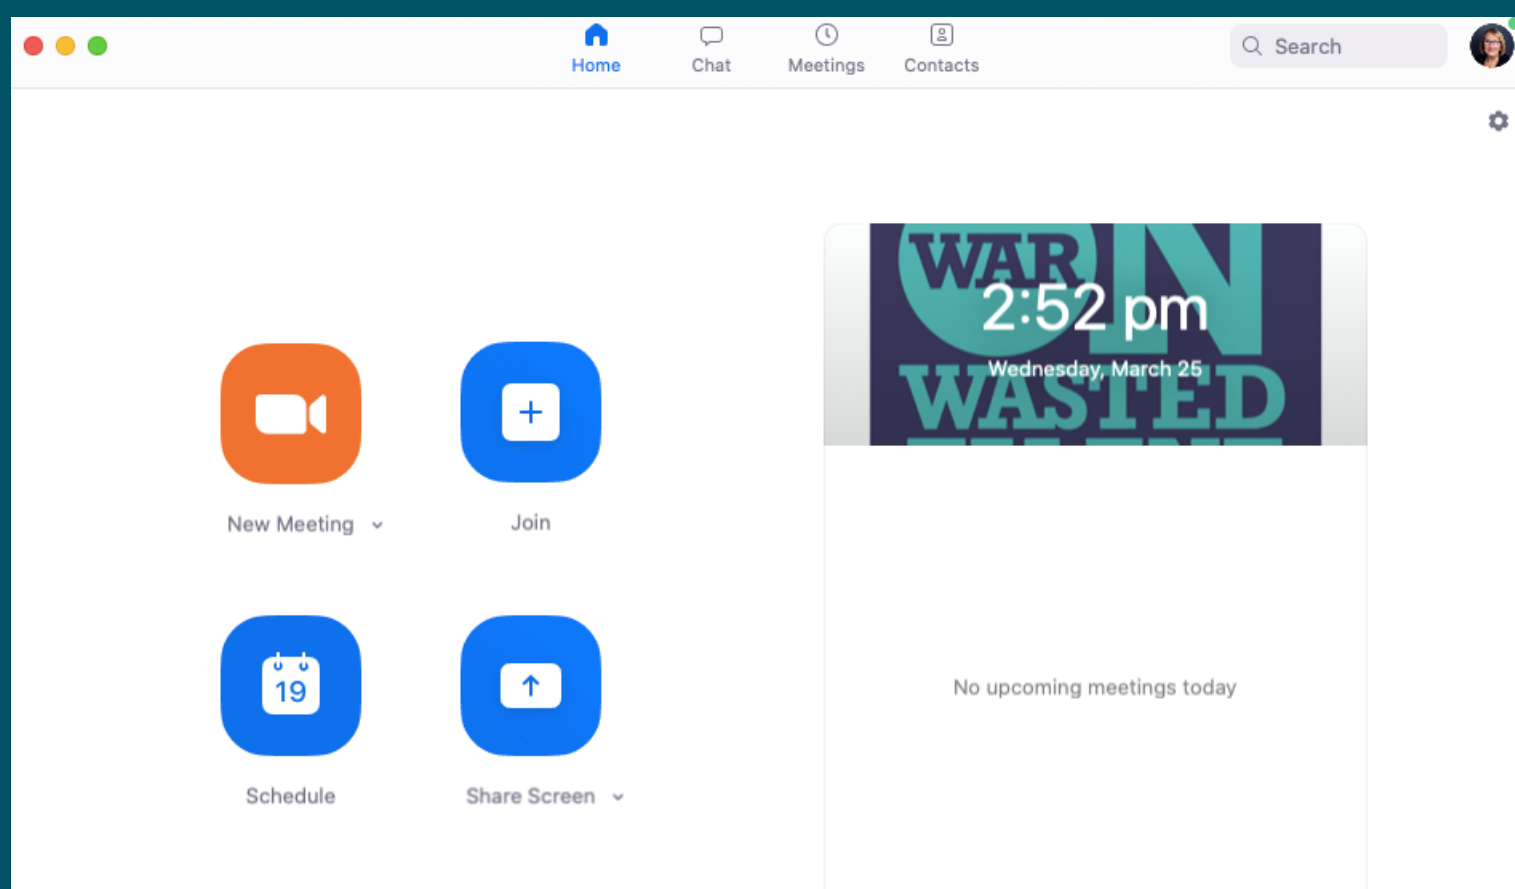 Home
Chat
Meetings
Contacts
Search
WAR ON
2:52 pm
Wednesday, March 25
WASTED
New Meeting
Join
19
Schedule
Share Screen
No upcoming meetings today